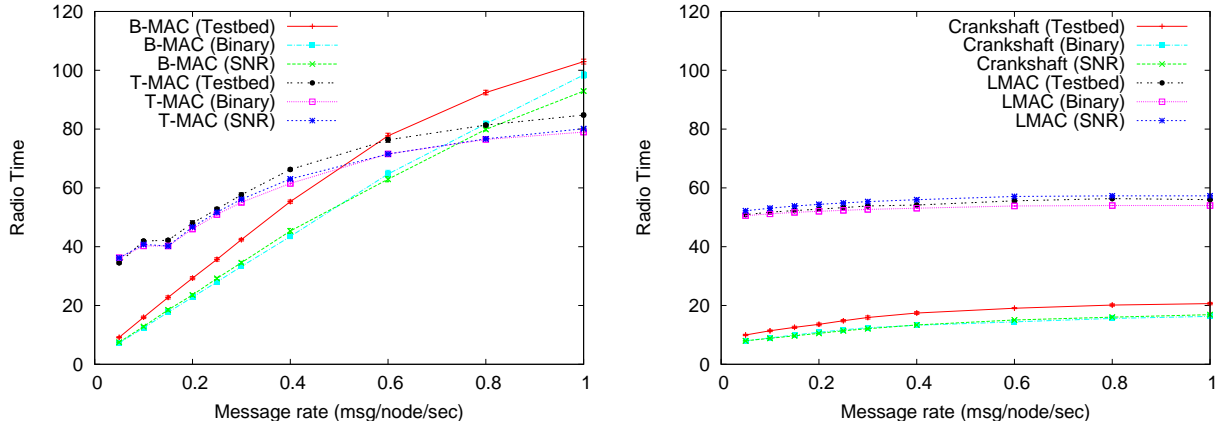 120
100
80
60
40
20
0
Radio Time
B-MAC (Testbed)
B-MAC (Binary)
B-MAC (SNR)
T-MAC (Testbed)
T-MAC (Binary)
T-MAC (SNR)
0 0.2 0.4 0.6 0.8 1
Message rate (msg/node/sec)
120
100
80
60
40
20
0
Radio Time
Crankshaft (Testbed)
Crankshaft (Binary)
Crankshaft (SNR)
LMAC (Testbed)
LMAC (Binary)
LMAC (SNR)
0 0.2 0.4 0.6 0.8 1
Message rate (msg/node/sec)